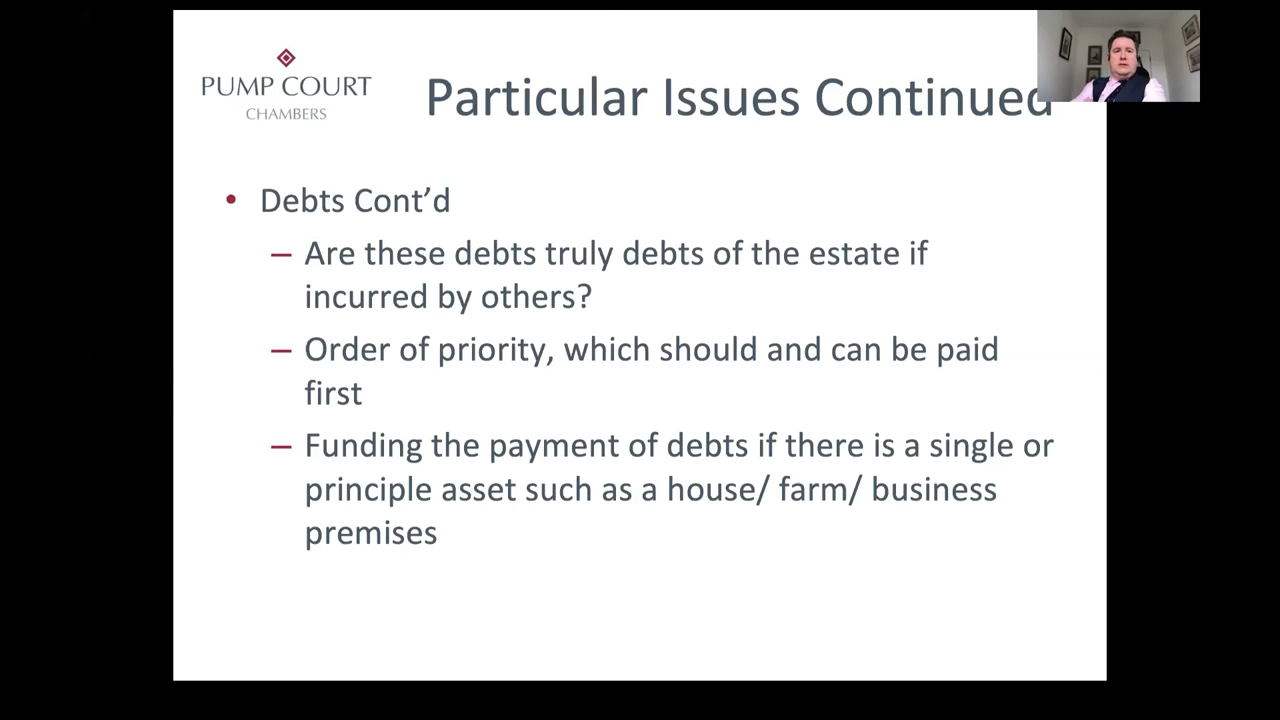 PUMP COURT
CHAMBERS
Particular Issues Continued
• Debts Cont’d
– Are these debts truly debts of the estate if
incurred by others?
– Order of priority, which should and can be paid
first
– Funding the payment of debts if there is a single or
principle asset such as a house/ farm/ business
premises